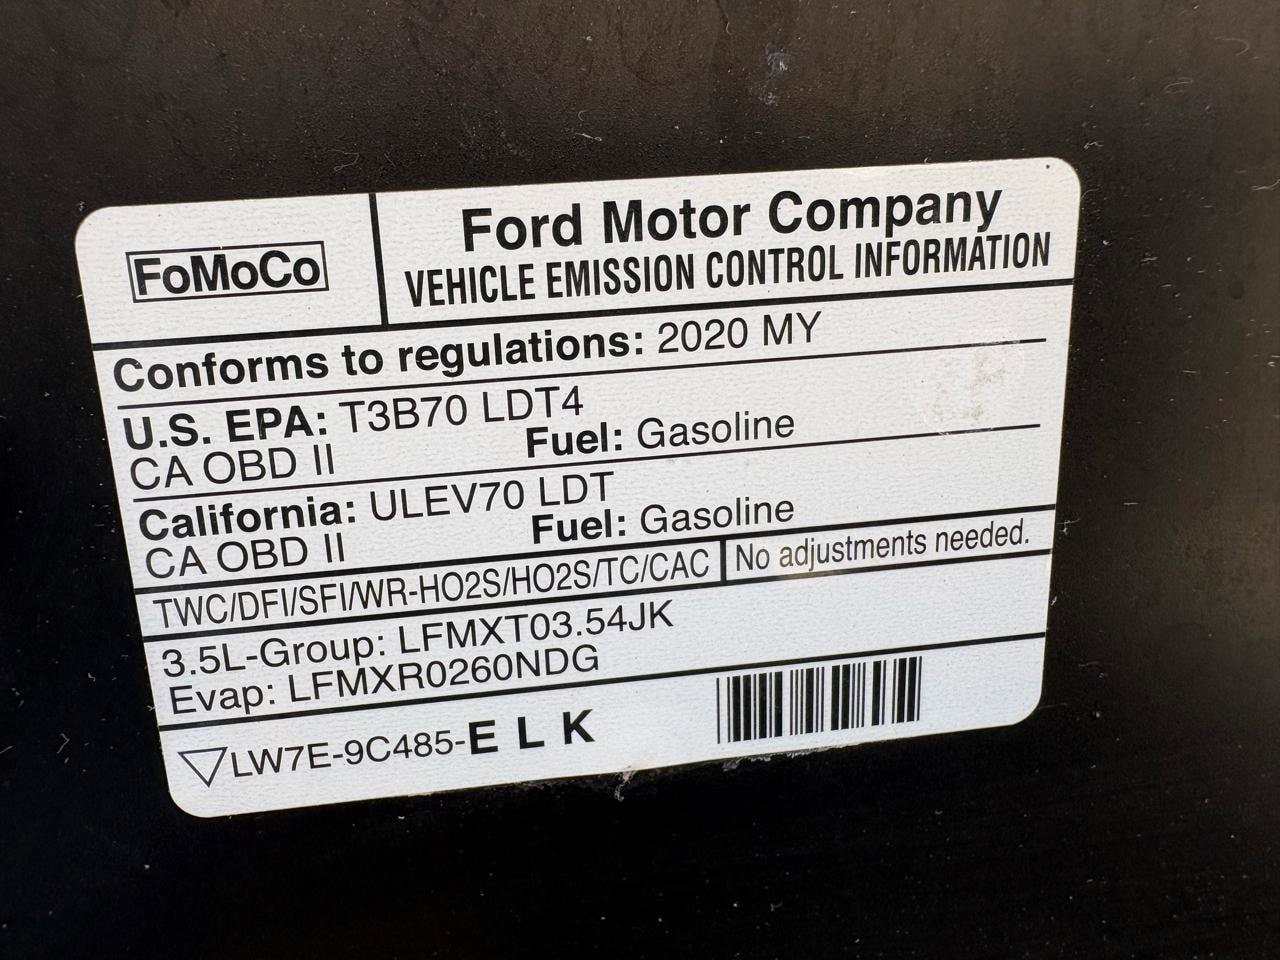 FoMoCo
Ford Motor Company
VEHICLE EMISSION CONTROL INFORMATION
Conforms to regulations: 2020 MY
U.S. EPA: T3B70 LDT4
CA OBD II Fuel: Gasoline
California: ULEV70 LDT
CA OBD II Fuel: Gasoline
TWC/DFI/SFI/WR-HO2S/HO2S/TC/CAC No adjustments needed.
3.5L-Group: LFMXT03.54JK
Evap: LFMXR0260NDG
LW7E-9C485-E L K